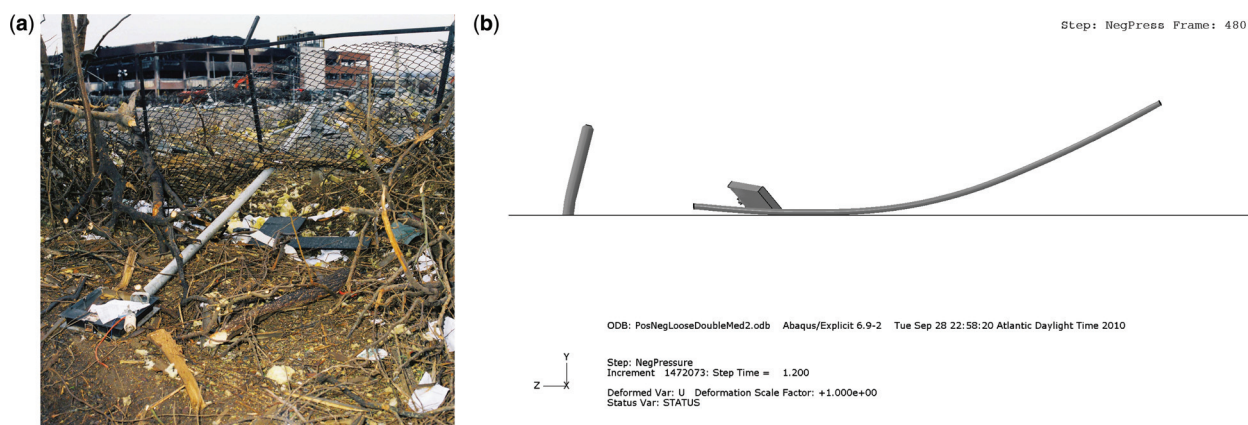 (a)
(b)
Step: NegPress Frame: 480
ODB: PosNegLooseDoubleMed2.odb Abaqus/Explicit 6.9-2 Tue Sep 28 22:58:20 Atlantic Daylight Time 2010
Y
Z X
Step: NegPressure
Increment 1472073: Step Time = 1.200
Deformed Var: U Deformation Scale Factor: +1.000e+00
Status Var: STATUS